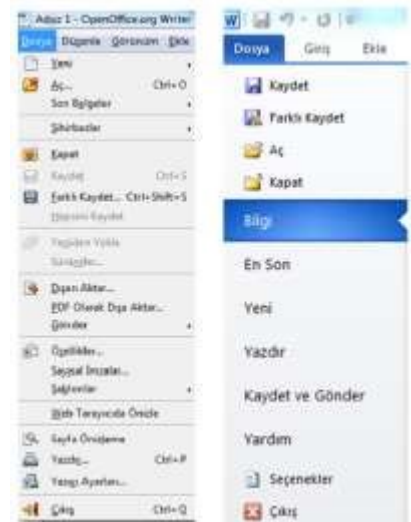 Adsız 1 - OpenOffice.org Writer
Dosya Düzenle Görünüm Ekle
Yeni
Aç... Ctrl+O
Son Belgeler
Sihirbazlar
Kapat
Kaydet Ctrl+S
Farklı Kaydet... Ctrl+Shift+S
Tümünü Kaydet
Yeniden Yükle
Sürümler...
Dışarı Aktar...
PDF Olarak Dışa Aktar...
Gönder
Özellikler...
Sayısal İmzalar...
Şablonlar
Web Tarayıcıda Önizle
Sayfa Önizleme
Yazdır... Ctrl+P
Yazıcı Ayarları...
Çıkış Ctrl+Q
W
Dosya Giriş Ekle
Kaydet
Farklı Kaydet
Aç
Kapat
Bilgi
En Son
Yeni
Yazdır
Kaydet ve Gönder
Yardım
Seçenekler
Çıkış